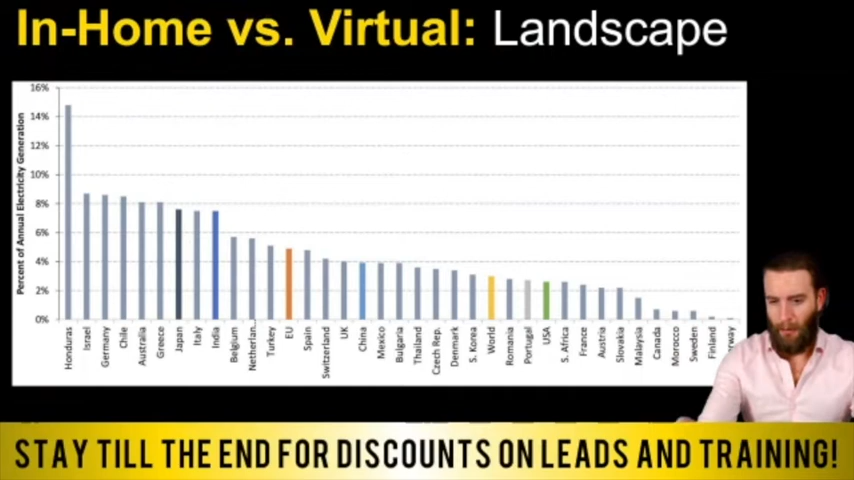 In-Home vs. Virtual: Landscape
Percent of Annual Electricity Generation
16%
14%
12%
10%
8%
6%
4%
2%
0%
Honduras
Israel
Germany
Chile
Australia
Greece
Japan
Italy
India
Belgium
Netherlan..
Turkey
EU
Spain
Switzerland
UK
China
Mexico
Bulgaria
Thailand
Czech Rep.
Denmark
S. Korea
World
Romania
Portugal
USA
S. Africa
France
Austria
Slovakia
Malaysia
Canada
Morocco
Sweden
Finland
rway
STAY TILL THE END FOR DISCOUNTS ON LEADS AND TRAINING!